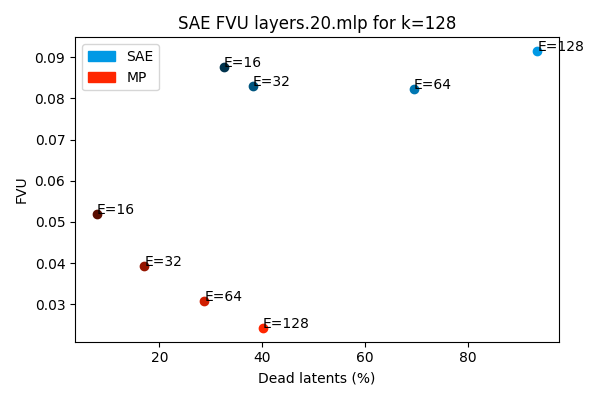 SAE FVU layers.20.mlp for k=128
SAE
MP
E=16
E=32
E=64
E=128
E=16
E=32
E=64
E=128
0.09
0.08
0.07
0.06
0.05
0.04
0.03
FVU
20
40
60
80
Dead latents (%)